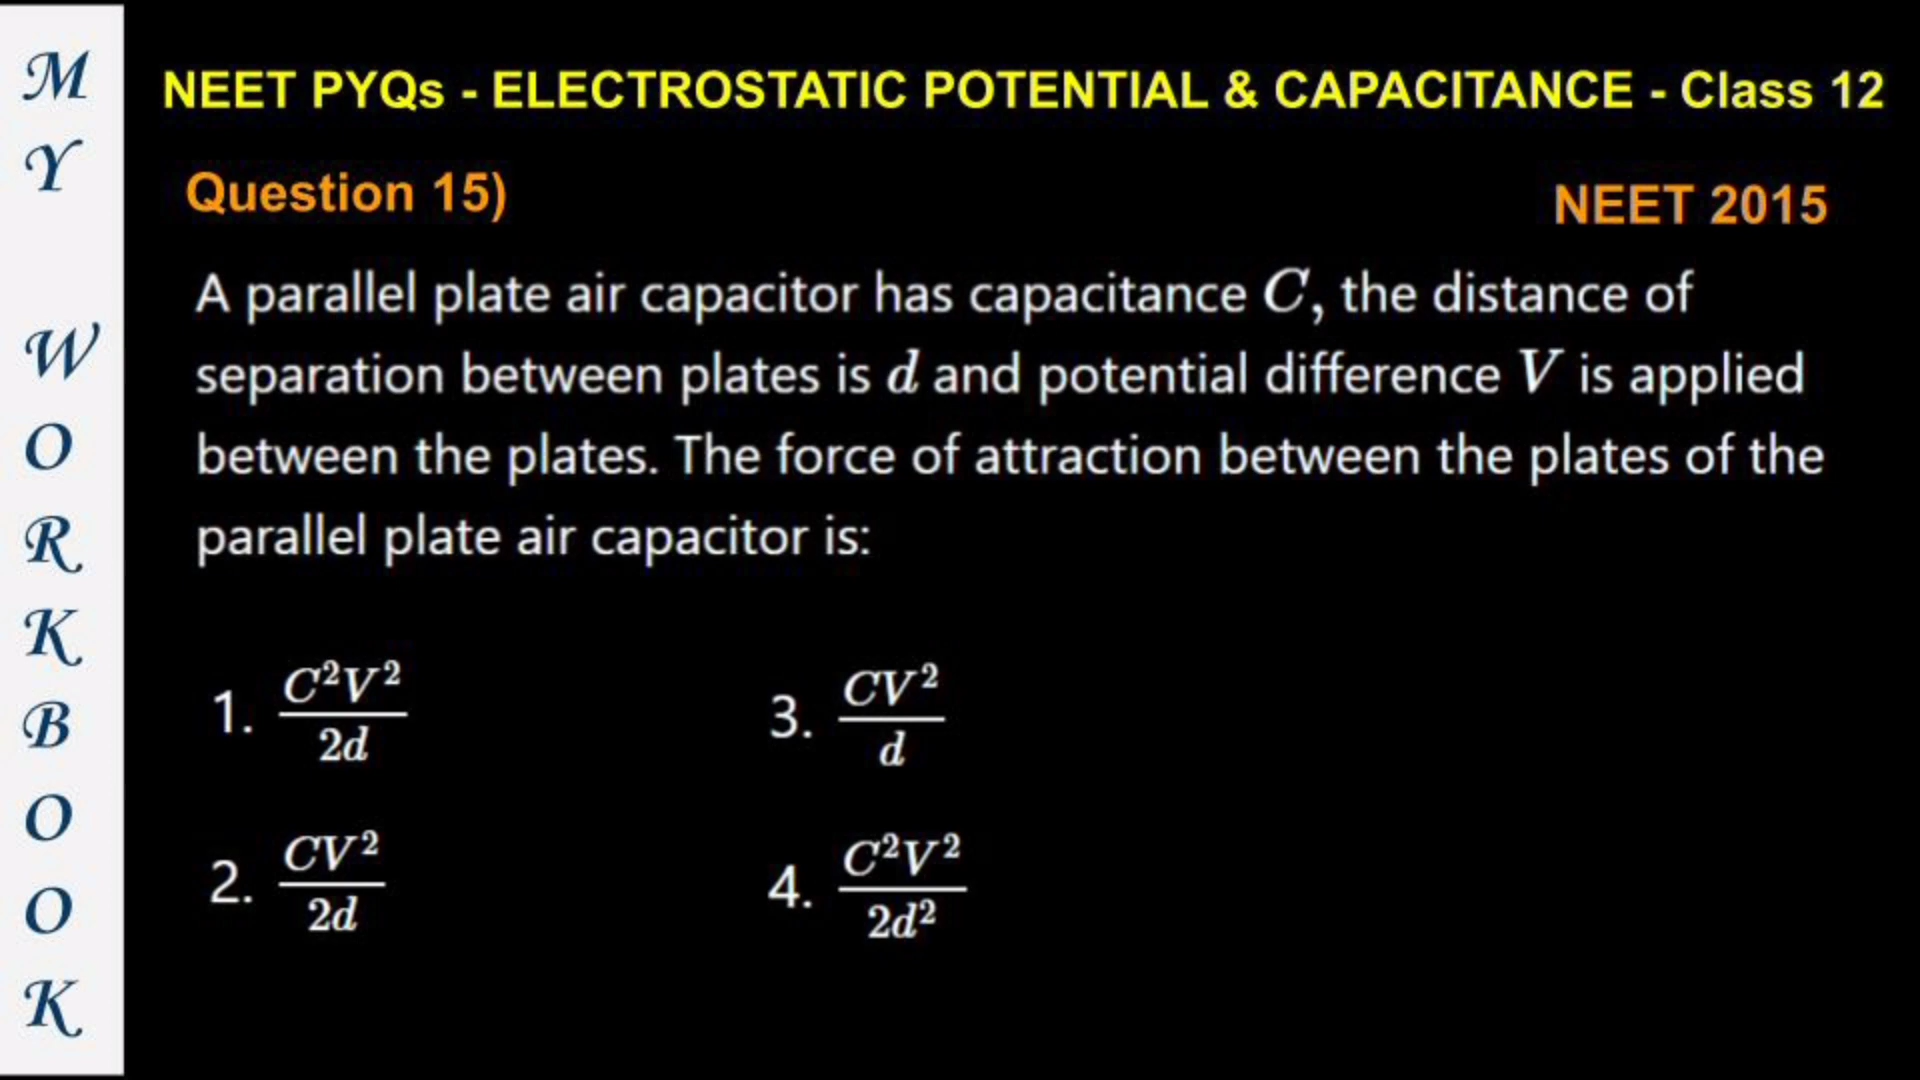 MY WORKBOOK
NEET PYQs - ELECTROSTATIC POTENTIAL & CAPACITANCE - Class 12
Question 15)
NEET 2015
A parallel plate air capacitor has capacitance C, the distance of
separation between plates is d and potential difference V is applied
between the plates. The force of attraction between the plates of the
parallel plate air capacitor is:
1. C²V²/2d
3. CV²/d
2. CV²/2d
4. C²V²/2d²